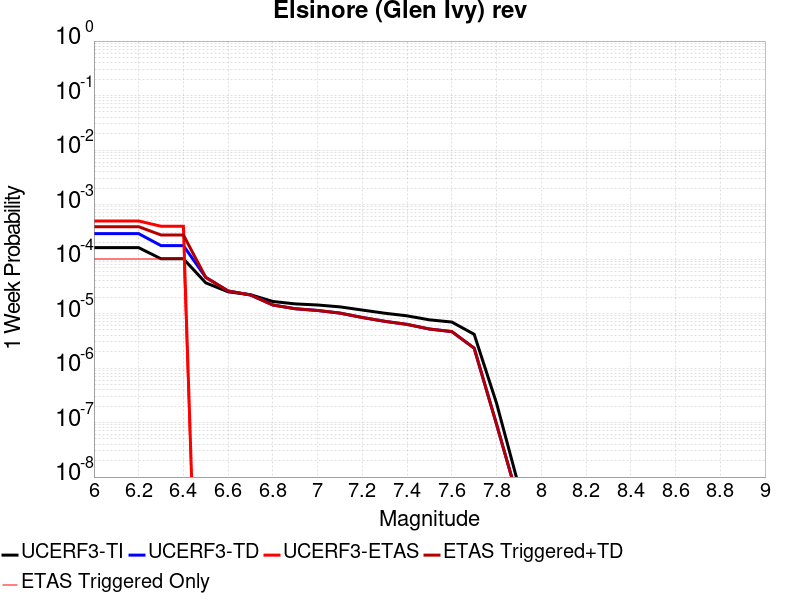 Elsinore (Glen Ivy) rev
10^0
10^-1
10^-2
10^-3
10^-4
10^-5
10^-6
10^-7
10^-8
1 Week Probability
6 6.2 6.4 6.6 6.8 7 7.2 7.4 7.6 7.8 8 8.2 8.4 8.6 8.8 9
Magnitude
UCERF3-TI UCERF3-TD UCERF3-ETAS ETAS Triggered+TD
ETAS Triggered Only